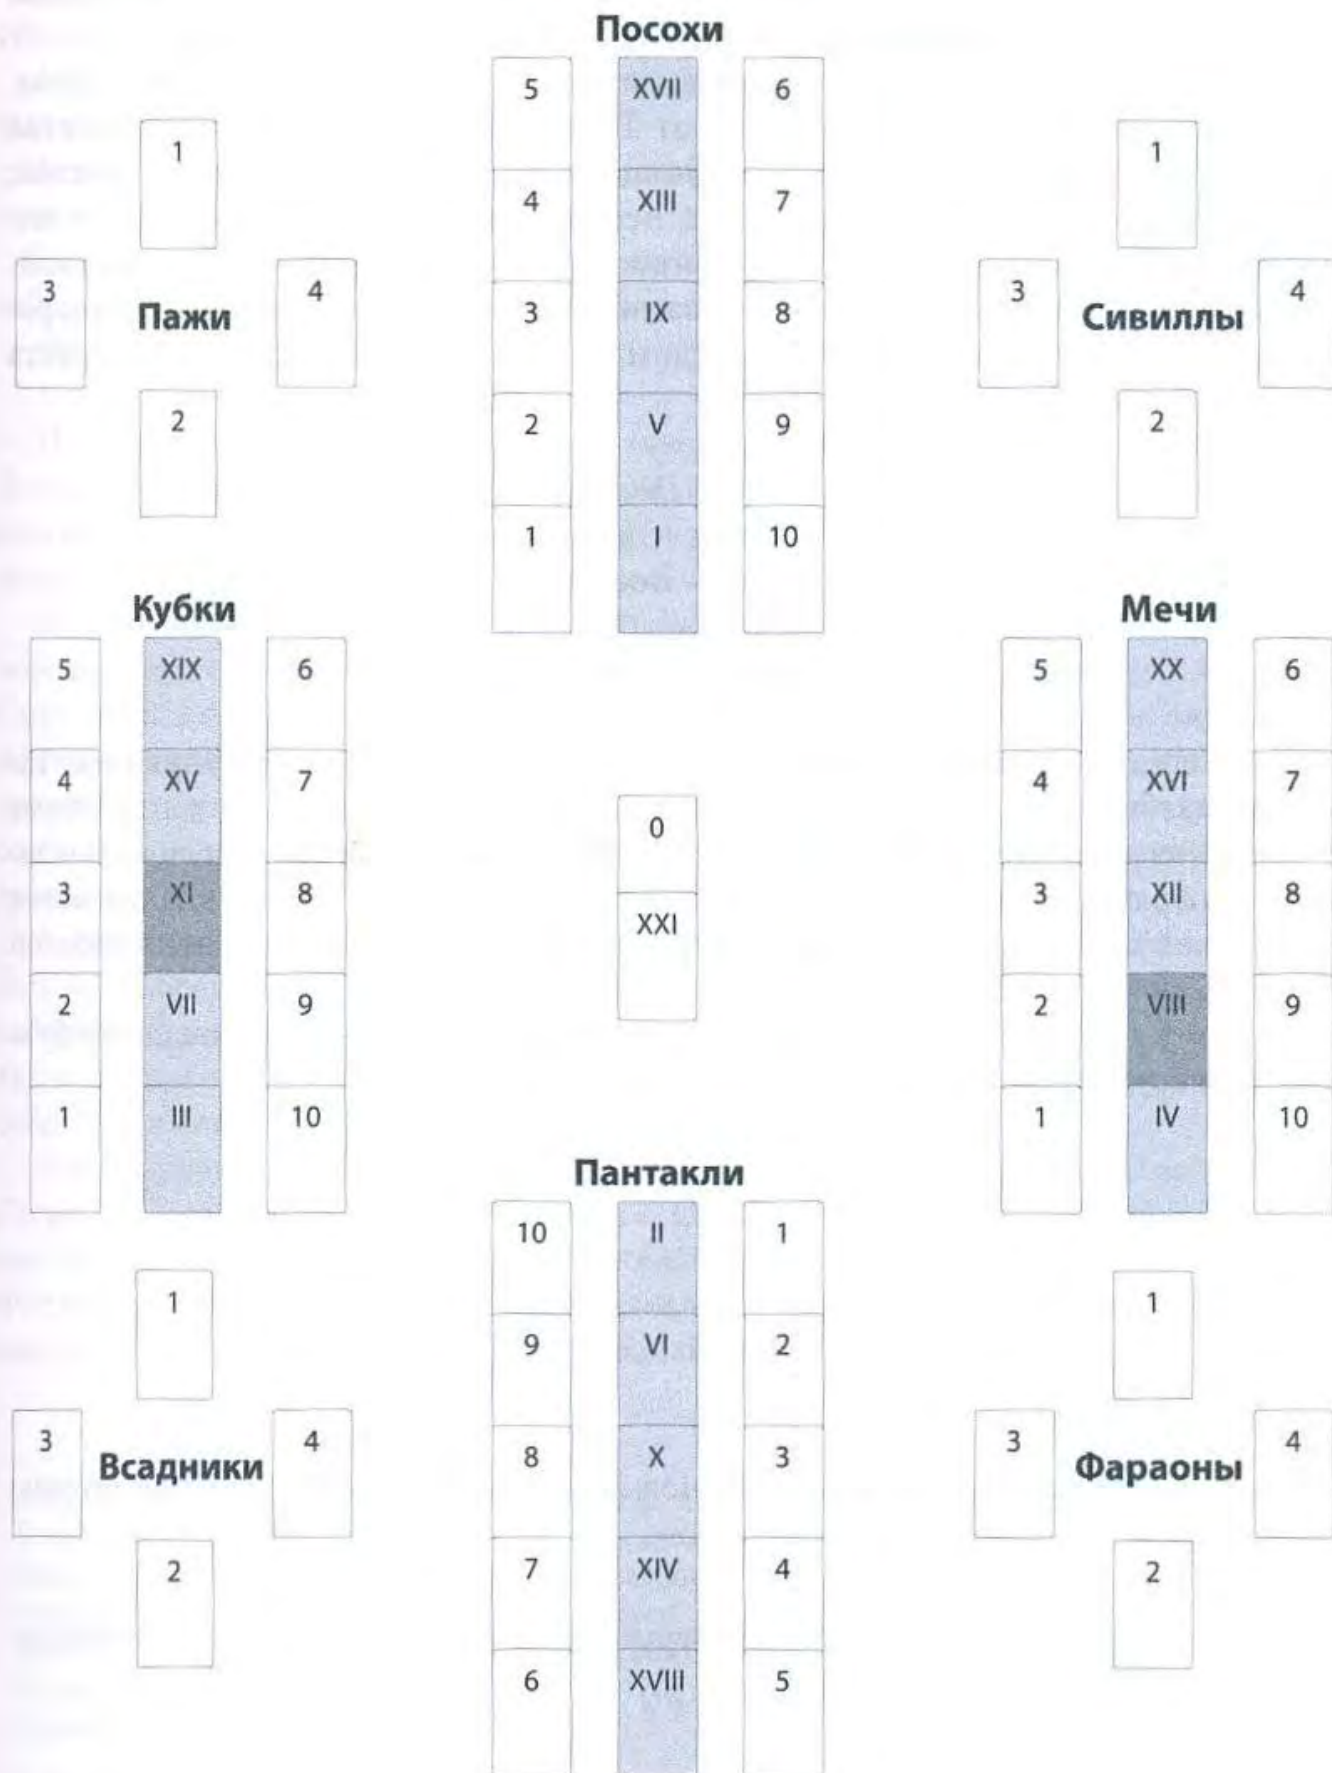 Посохи
5 XVII 6
4 XIII 7
3 IX 8
2 V 9
1 I 10
1
3 Пажи 4
2
1
3 Сивиллы 4
2
Кубки
5 XIX 6
4 XV 7
3 XI 8
2 VII 9
1 III 10
0
XXI
Мечи
5 XX 6
4 XVI 7
3 XII 8
2 VIII 9
1 IV 10
Пантакли
10 II 1
9 VI 2
8 X 3
7 XIV 4
6 XVIII 5
1
3 Всадники 4
2
1
3 Фараоны 4
2